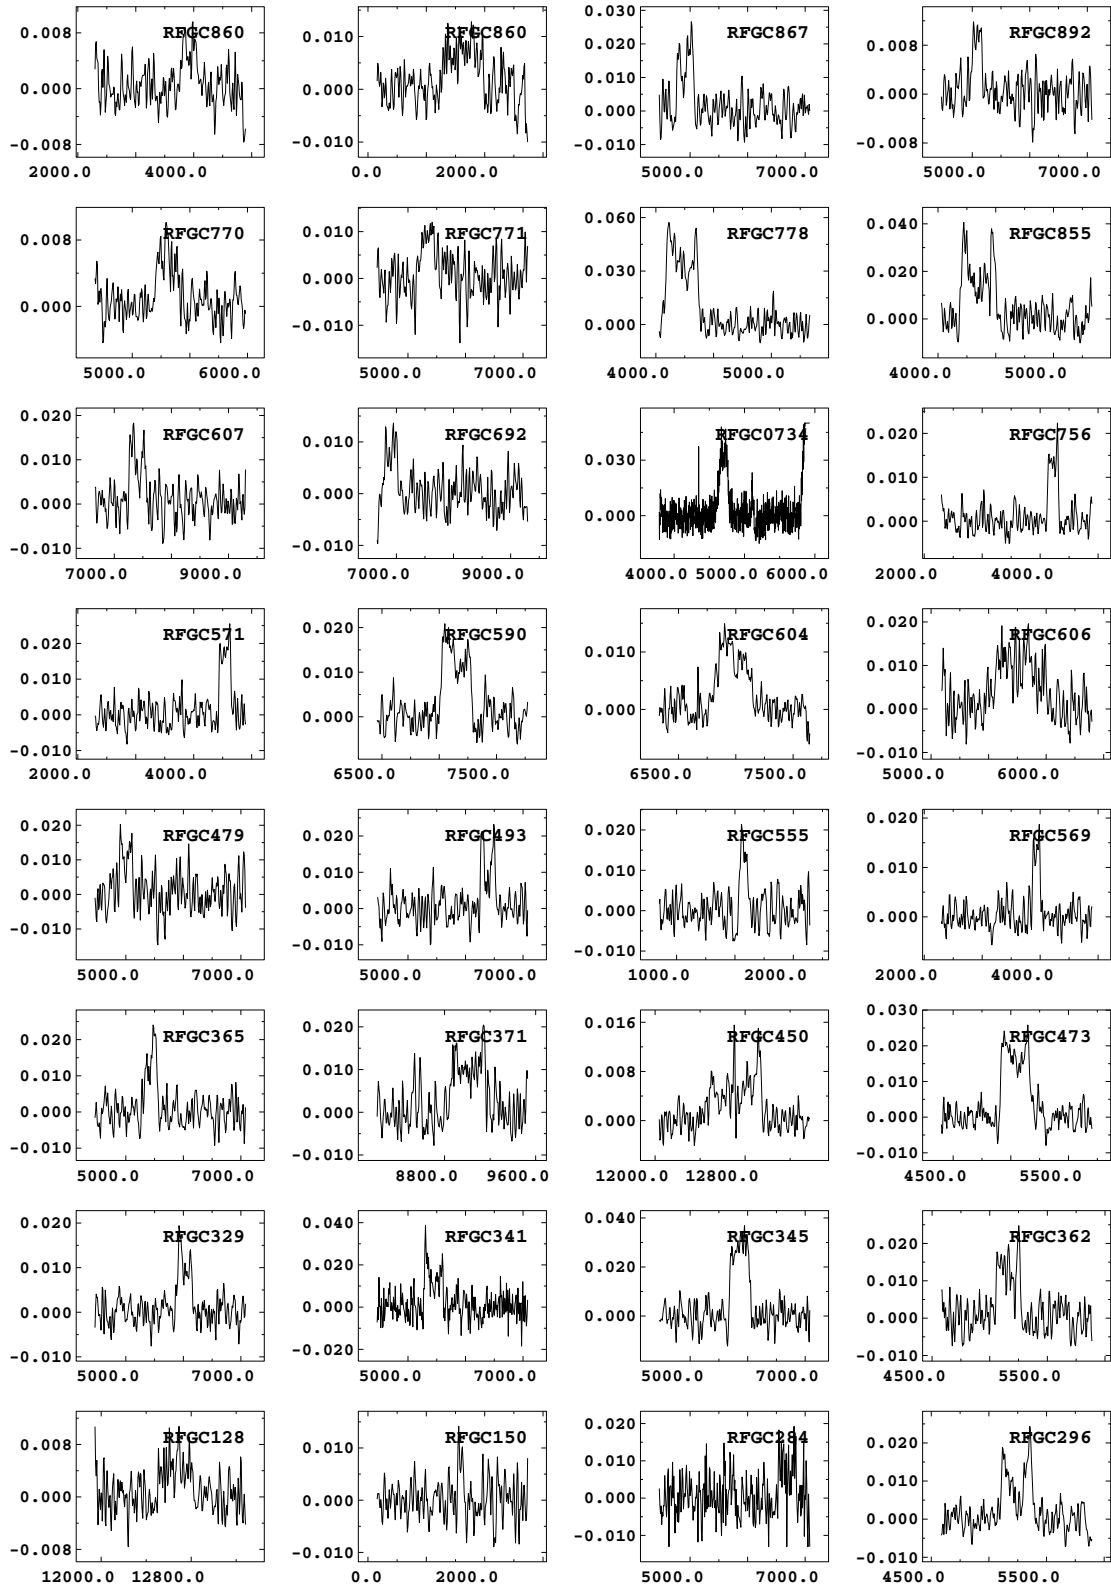 RFGC860 RFGC860 RFGC867 RFGC892
0.008 0.000 -0.008 2000.0 4000.0
0.010 0.000 -0.010 0.0 2000.0
0.030 0.020 0.010 0.000 -0.010 5000.0 7000.0
0.008 0.000 -0.008 5000.0 7000.0
RFGC770 RFGC771 RFGC778 RFGC855
0.008 0.000 5000.0 6000.0
0.010 0.000 -0.010 5000.0 7000.0
0.060 0.030 0.000 4000.0 5000.0
0.040 0.020 0.000 4000.0 5000.0
RFGC607 RFGC692 RFGC0734 RFGC756
0.020 0.010 0.000 -0.010 7000.0 9000.0
0.010 0.000 -0.010 7000.0 9000.0
0.030 0.000 4000.0 5000.0 6000.0
0.020 0.010 0.000 2000.0 4000.0
RFGC571 RFGC590 RFGC604 RFGC606
0.020 0.010 0.000 -0.010 2000.0 4000.0
0.020 0.010 0.000 6500.0 7500.0
0.010 0.000 6500.0 7500.0
0.020 0.010 0.000 -0.010 5000.0 6000.0
RFGC479 RFGC493 RFGC555 RFGC569
0.020 0.010 0.000 -0.010 5000.0 7000.0
0.020 0.010 0.000 -0.010 5000.0 7000.0
0.020 0.010 0.000 -0.010 1000.0 2000.0
0.020 0.010 0.000 2000.0 4000.0
RFGC365 RFGC371 RFGC450 RFGC473
0.020 0.010 0.000 -0.010 5000.0 7000.0
0.020 0.010 0.000 -0.010 8800.0 9600.0
0.016 0.008 0.000 12000.0 12800.0
0.030 0.020 0.010 0.000 -0.010 4500.0 5500.0
RFGC329 RFGC341 RFGC345 RFGC362
0.020 0.010 0.000 -0.010 5000.0 7000.0
0.040 0.020 0.000 -0.020 5000.0 7000.0
0.040 0.020 0.000 5000.0 7000.0
0.020 0.010 0.000 -0.010 4500.0 5500.0
RFGC128 RFGC150 RFGC284 RFGC296
0.008 0.000 -0.008 12000.0 12800.0
0.010 0.000 -0.010 0.0 2000.0
0.020 0.010 0.000 -0.010 5000.0 7000.0
0.020 0.010 0.000 -0.010 4500.0 5500.0